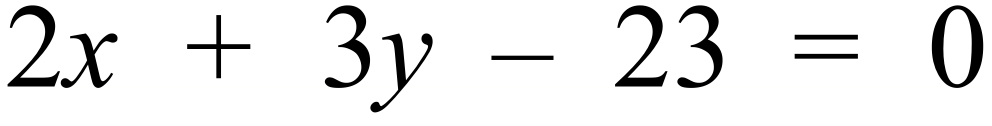 2x + 3y − 23 = 0